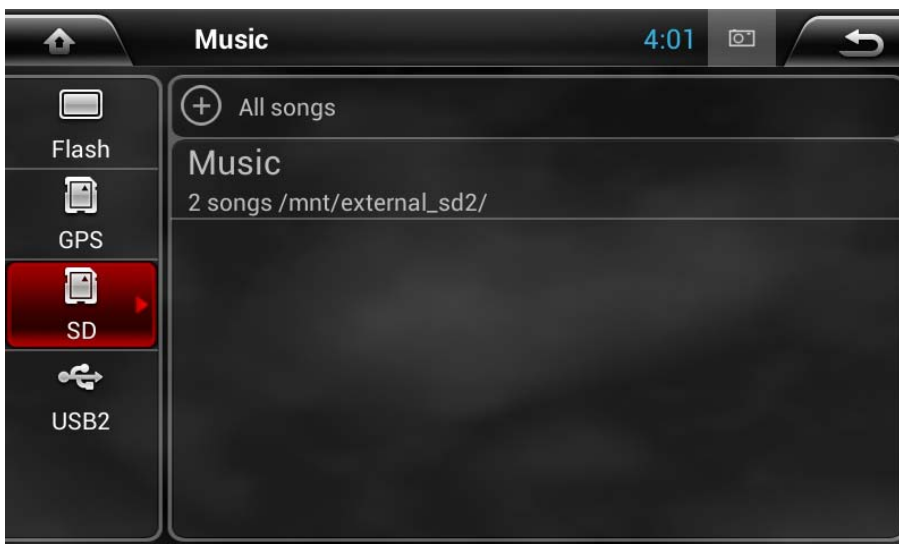 Music
4:01
Flash
GPS
SD
USB2
All songs
Music
2 songs /mnt/external_sd2/